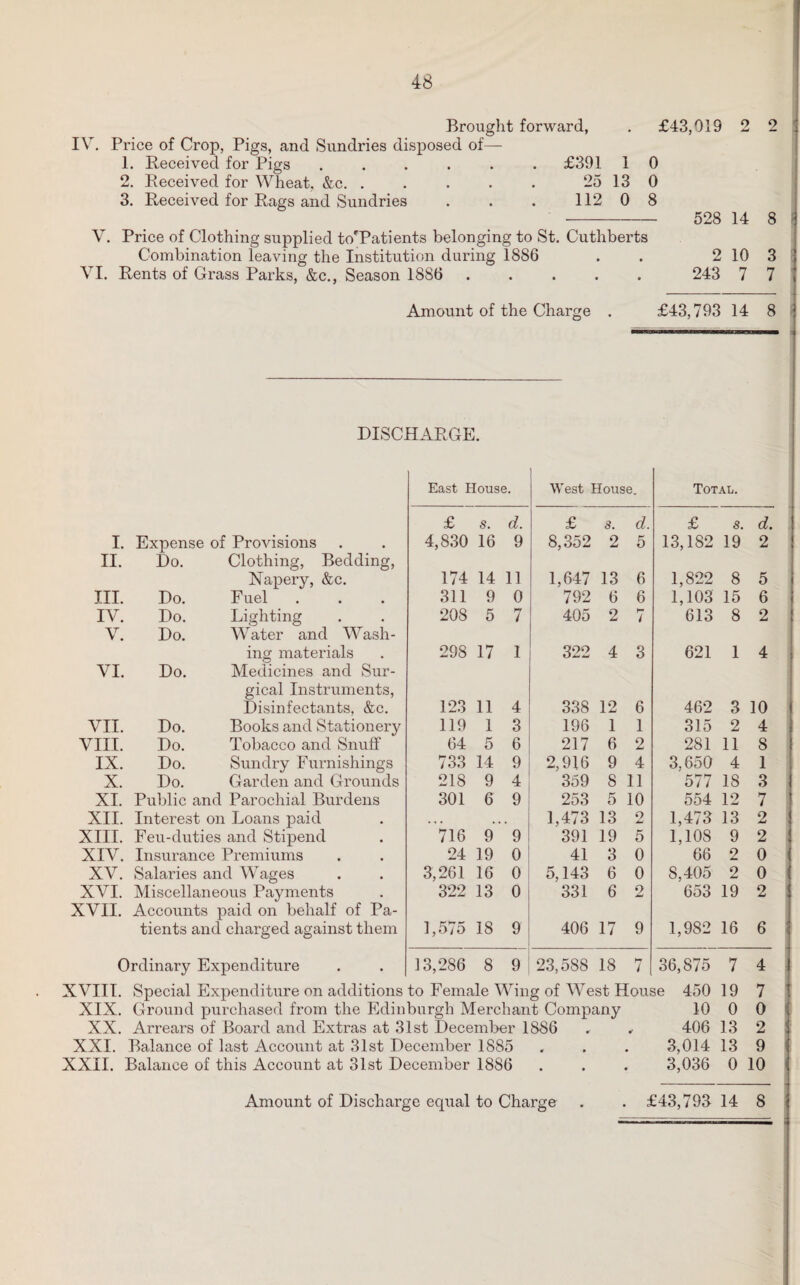 48
Brought forward, . £43,019 2 2
IV. Price of Crop, Pigs, and Sundries disposed of—
1. Received for Pigs . . . . . . £391 1 0
2. Received for Wheat, &c. . . . . . 25 13 0
3. Received for Rags and Sundries . . . 112 0 8
528 14 8
V. Price of Clothing supplied to Patients belonging to St. Cuthberts
Combination leaving the Institution during 1886 . . 2 10 3
VI. Rents of Grass Parks, &c., Season 1886 . . . . . 243 7 7
Amount of the Charge . £43,793 14 8
DISCHARGE.
East House. West House. Total.
£ s. d. £ s. d. £ s. d.
I. Expense of Provisions . . 4,830 16 9 8,352 2 5 13,182 19 2
II. Do. Clothing, Bedding,
Napery, &c. 174 14 11 1,647 13 6 1,822 8 5
III. Do. Fuel . . . 311 9 0 792 6 6 1,103 15 6
IV. Do. Lighting . . 208 5 7 405 2 7 613 8 2
V. Do. Water and Wash-
ing materials . 298 17 1 322 4 3 621 1 4
VI. Do. Medicines and Sur-
gical Instruments,
Disinfectants, &c. 123 11 4 338 12 6 462 3 10
VII. Do. Books and Stationery 119 1 3 196 1 1 315 2 4
VIII. Do. Tobacco and Snuff 64 5 6 217 6 2 281 11 8
IX. Do. Sundry Furnishings 733 14 9 2,916 9 4 3,650 4 1
X. Do. Garden and Grounds 218 9 4 359 8 11 577 18 3
XI. Public and Parochial Burdens 301 6 9 253 5 10 554 12 7
XII. Interest on Loans paid . ... ... 1,473 13 2 1,473 13 2
XIII. Feu-duties and Stipend . 716 9 9 391 19 5 1,108 9 2
XIV. Insurance Premiums . . 24 19 0 41 3 0 66 2 0
XV. Salaries and Wages . . 3,261 16 0 5,143 6 0 8,405 2 0
XVI. Miscellaneous Payments . 322 13 0 331 6 2 653 19 2
XVII. Accounts paid on behalf of Pa-
tients and charged against them 1,575 18 9 406 17 9 1,982 16 6
Ordinary Expenditure . . 13,286 8 9 23,588 18 7 36,875 7 4
XVIII. Special Expenditure on additions to Female Wing of West House 450 19 7
XIX. Ground purchased from the Edinburgh Merchant Company 10 0 0
XX. Arrears of Board and Extras at 31st December 1886 . . 406 13 2
XXI. Balance of last Account at 31st December 1885 . . . 3,014 13 9
XXII. Balance of this Account at 31st December 1886 . . . 3,036 0 10
Amount of Discharge equal to Charge . . £43,793 14 8